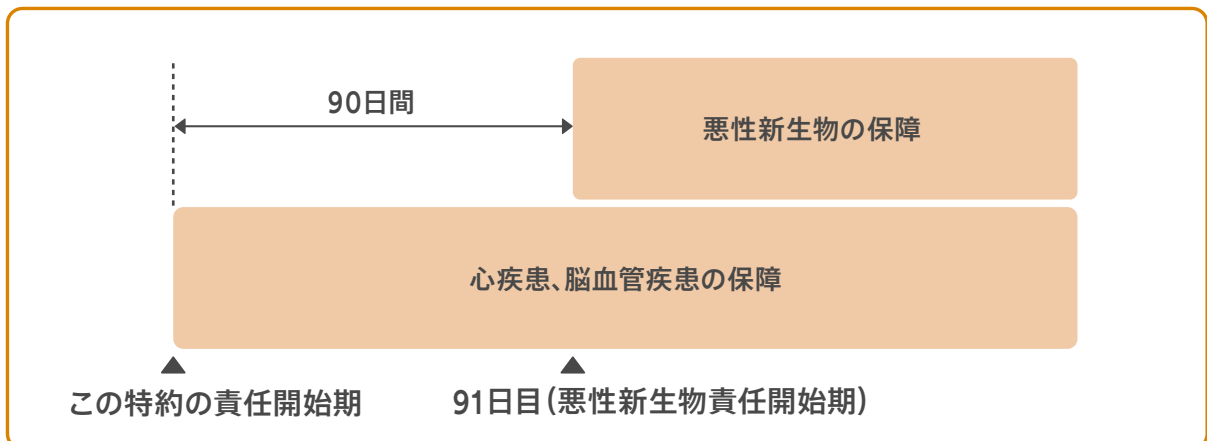 90日間
悪性新生物の保障
心疾患、脳血管疾患の保障
この特約の責任開始期
91日目(悪性新生物責任開始期)